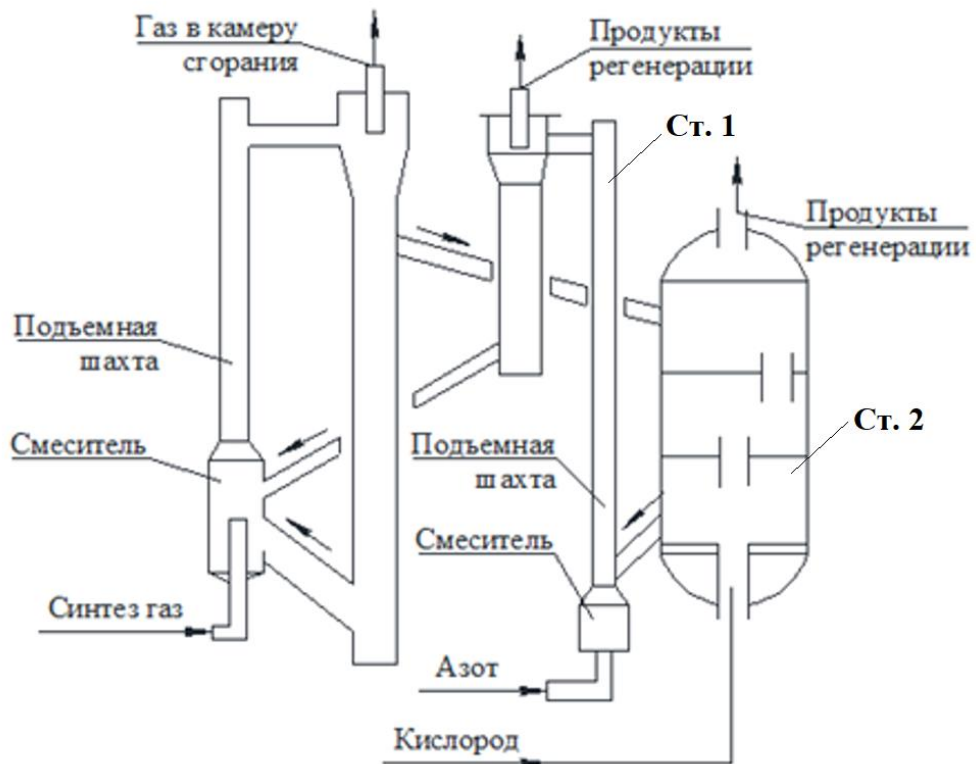 Газ в камеру
сгорания
Продукты
регенерации
Ст. 1
Продукты
регенерации
Подъемная
шахта
Смеситель
Ст. 2
Подъемная
шахта
Смеситель
Синтез газ
Азот
Кислород